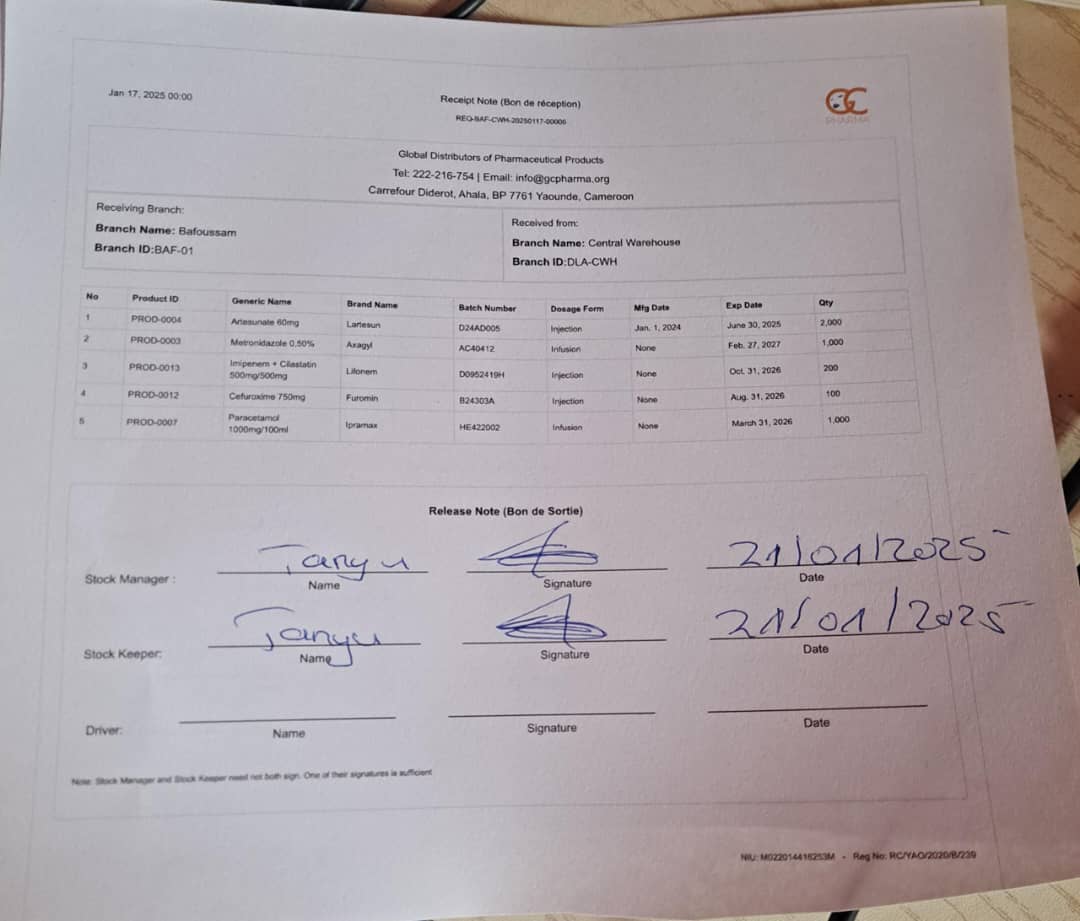 Jan 17, 2025 00:00
Receipt Note (Bon de réception)
REQ-BAF-CWH-20250117-00006
GC
PHARMA
Global Distributors of Pharmaceutical Products
Tel: 222-216-754 | Email: info@gcpharma.org
Carrefour Diderot, Ahala, BP 7761 Yaounde, Cameroon
Receiving Branch:
Branch Name: Bafoussam
Branch ID:BAF-01
Received from:
Branch Name: Central Warehouse
Branch ID:DLA-CWH
No Product ID Generic Name Brand Name Batch Number Dosage Form Mfg Date Exp Date Qty
1 PROD-0004 Artesunate 60mg Lartesun D24AD005 Injection Jan. 1, 2024 June 30, 2025 2,000
2 PROD-0003 Metronidazole 0,50% Axagyl AC40412 Infusion None Feb. 27, 2027 1,000
3 PROD-0013 Imipenem + Cilastatin 500mg/500mg Lilonem D0952419H Injection None Oct. 31, 2026 200
4 PROD-0012 Cefuroxime 750mg Furomin B24303A Injection None Aug. 31, 2026 100
5 PROD-0007 Paracetamol 1000mg/100ml Ipramax HE422002 Infusion None March 31, 2026 1,000
Release Note (Bon de Sortie)
Stock Manager : Tanyu 21/01/2025
Name Signature Date
Stock Keeper: Tanyu 21/01/2025
Name Signature Date
Driver:
Name Signature Date
Note: Stock Manager and Stock Keeper need not both sign. One of their signatures is sufficient
NIU: M022014416253M - Reg No: RC/YAO/2020/B/239